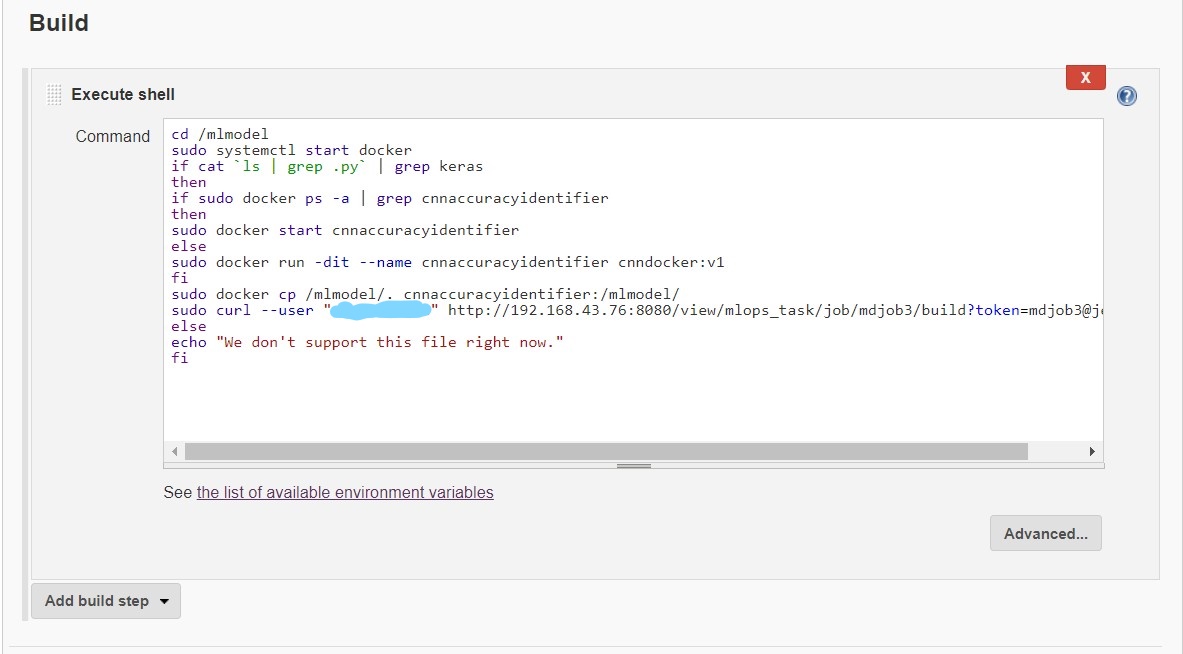 Build
X
Execute shell
?
Command
cd /mlmodel
sudo systemctl start docker
if cat `ls | grep .py` | grep keras
then
if sudo docker ps -a | grep cnnaccuracyidentifier
then
sudo docker start cnnaccuracyidentifier
else
sudo docker run -dit --name cnnaccuracyidentifier cnndocker:v1
fi
sudo docker cp /mlmodel/. cnnaccuracyidentifier:/mlmodel/
sudo curl --user "" http://192.168.43.76:8080/view/mlops_task/job/mdjob3/build?token=mdjob3@j
else
echo "We don't support this file right now."
fi
See the list of available environment variables
Advanced...
Add build step